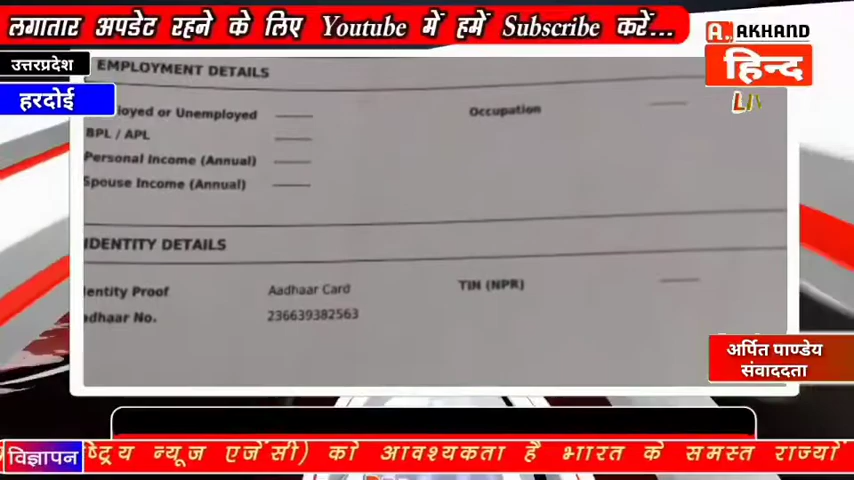 लगातार अपडेट रहने के लिए Youtube में हमें Subscribe करें...
A. AKHAND
हिन्द
LIV
उत्तरप्रदेश
हरदोई
EMPLOYMENT DETAILS
loyed or Unemployed Occupation
BPL / APL
Personal Income (Annual)
Spouse Income (Annual)
IDENTITY DETAILS
entity Proof Aadhaar Card TIN (NPR)
adhaar No. 236639382563
अर्पित पाण्डेय
संवाददता
विज्ञापन ष्ट्रिय न्यूज एजेंसी) को आवश्यकता है भारत के समस्त राज्यों